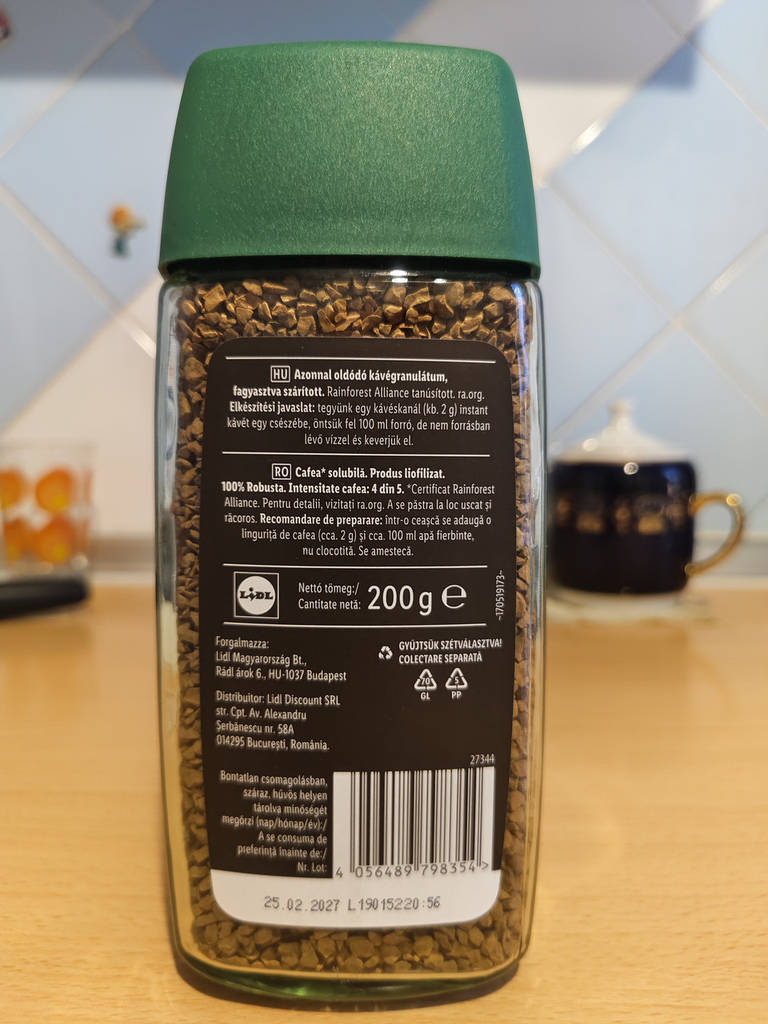 HU Azonnal oldódó kávégranulátum,
fagyasztva szárított. Rainforest Alliance tanúsított. ra.org.
Elkészítési javaslat: tegyünk egy kávéskanál (kb. 2 g) instant
kávét egy csészébe, öntsük fel 100 ml forró, de nem forrásban
lévő vízzel és keverjük el.
RO Cafea* solubilă. Produs liofilizat.
100% Robusta. Intensitate cafea: 4 din 5. *Certificat Rainforest
Alliance. Pentru detalii, vizitați ra.org. A se păstra la loc uscat și
răcoros. Recomandare de preparare: într-o ceașcă se adaugă o
linguriță de cafea (cca. 2 g) și cca. 100 ml apă fierbinte,
nu clocotită. Se amestecă.
LiDL
Nettó tömeg:/
Cantitate netă: 200 g ℮
~170519173~
Forgalmazza:
Lidl Magyarország Bt.,
Rádl árok 6., HU-1037 Budapest
GYŰJTSÜK SZÉTVÁLASZTVA!
COLECTARE SEPARATĂ
70 5
GL PP
Distribuitor: Lidl Discount SRL
str. Cpt. Av. Alexandru
Șerbănescu nr. 58A
014295 București, România.
27344
Bontatlan csomagolásban,
száraz, hűvös helyen
tárolva minőségét
megőrzi (nap/hónap/év):/
A se consuma de
preferință înainte de:/
Nr. Lot:
4 056489 798354 >
25.02.2027 L19015220:56